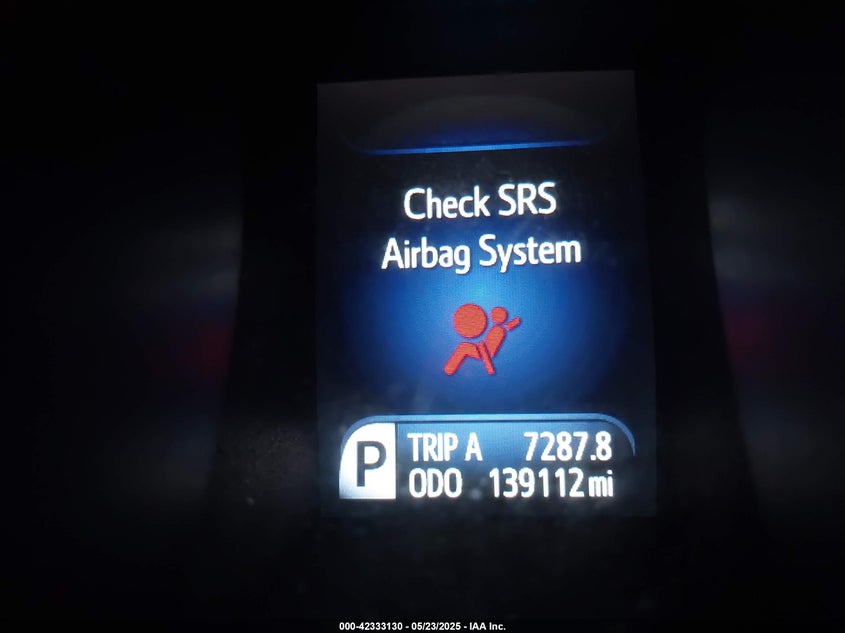 Check SRS
Airbag System
P
TRIP A 7287.8
ODO 139112 mi
000-42333130 - 05/23/2025 - IAA Inc.